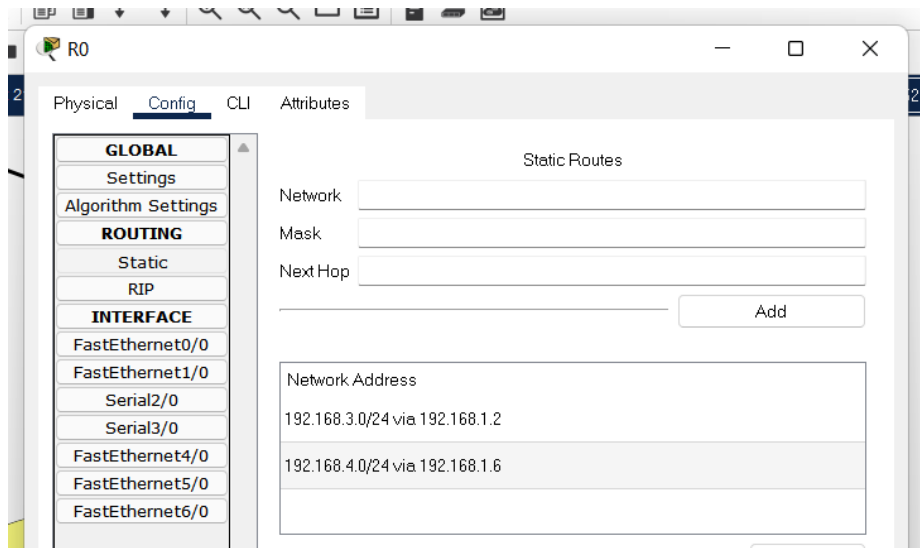 R0
2
2
Physical Config CLI Attributes
GLOBAL
Settings
Algorithm Settings
ROUTING
Static
RIP
INTERFACE
FastEthernet0/0
FastEthernet1/0
Serial2/0
Serial3/0
FastEthernet4/0
FastEthernet5/0
FastEthernet6/0
Static Routes
Network
Mask
Next Hop
Add
Network Address
192.168.3.0/24 via 192.168.1.2
192.168.4.0/24 via 192.168.1.6